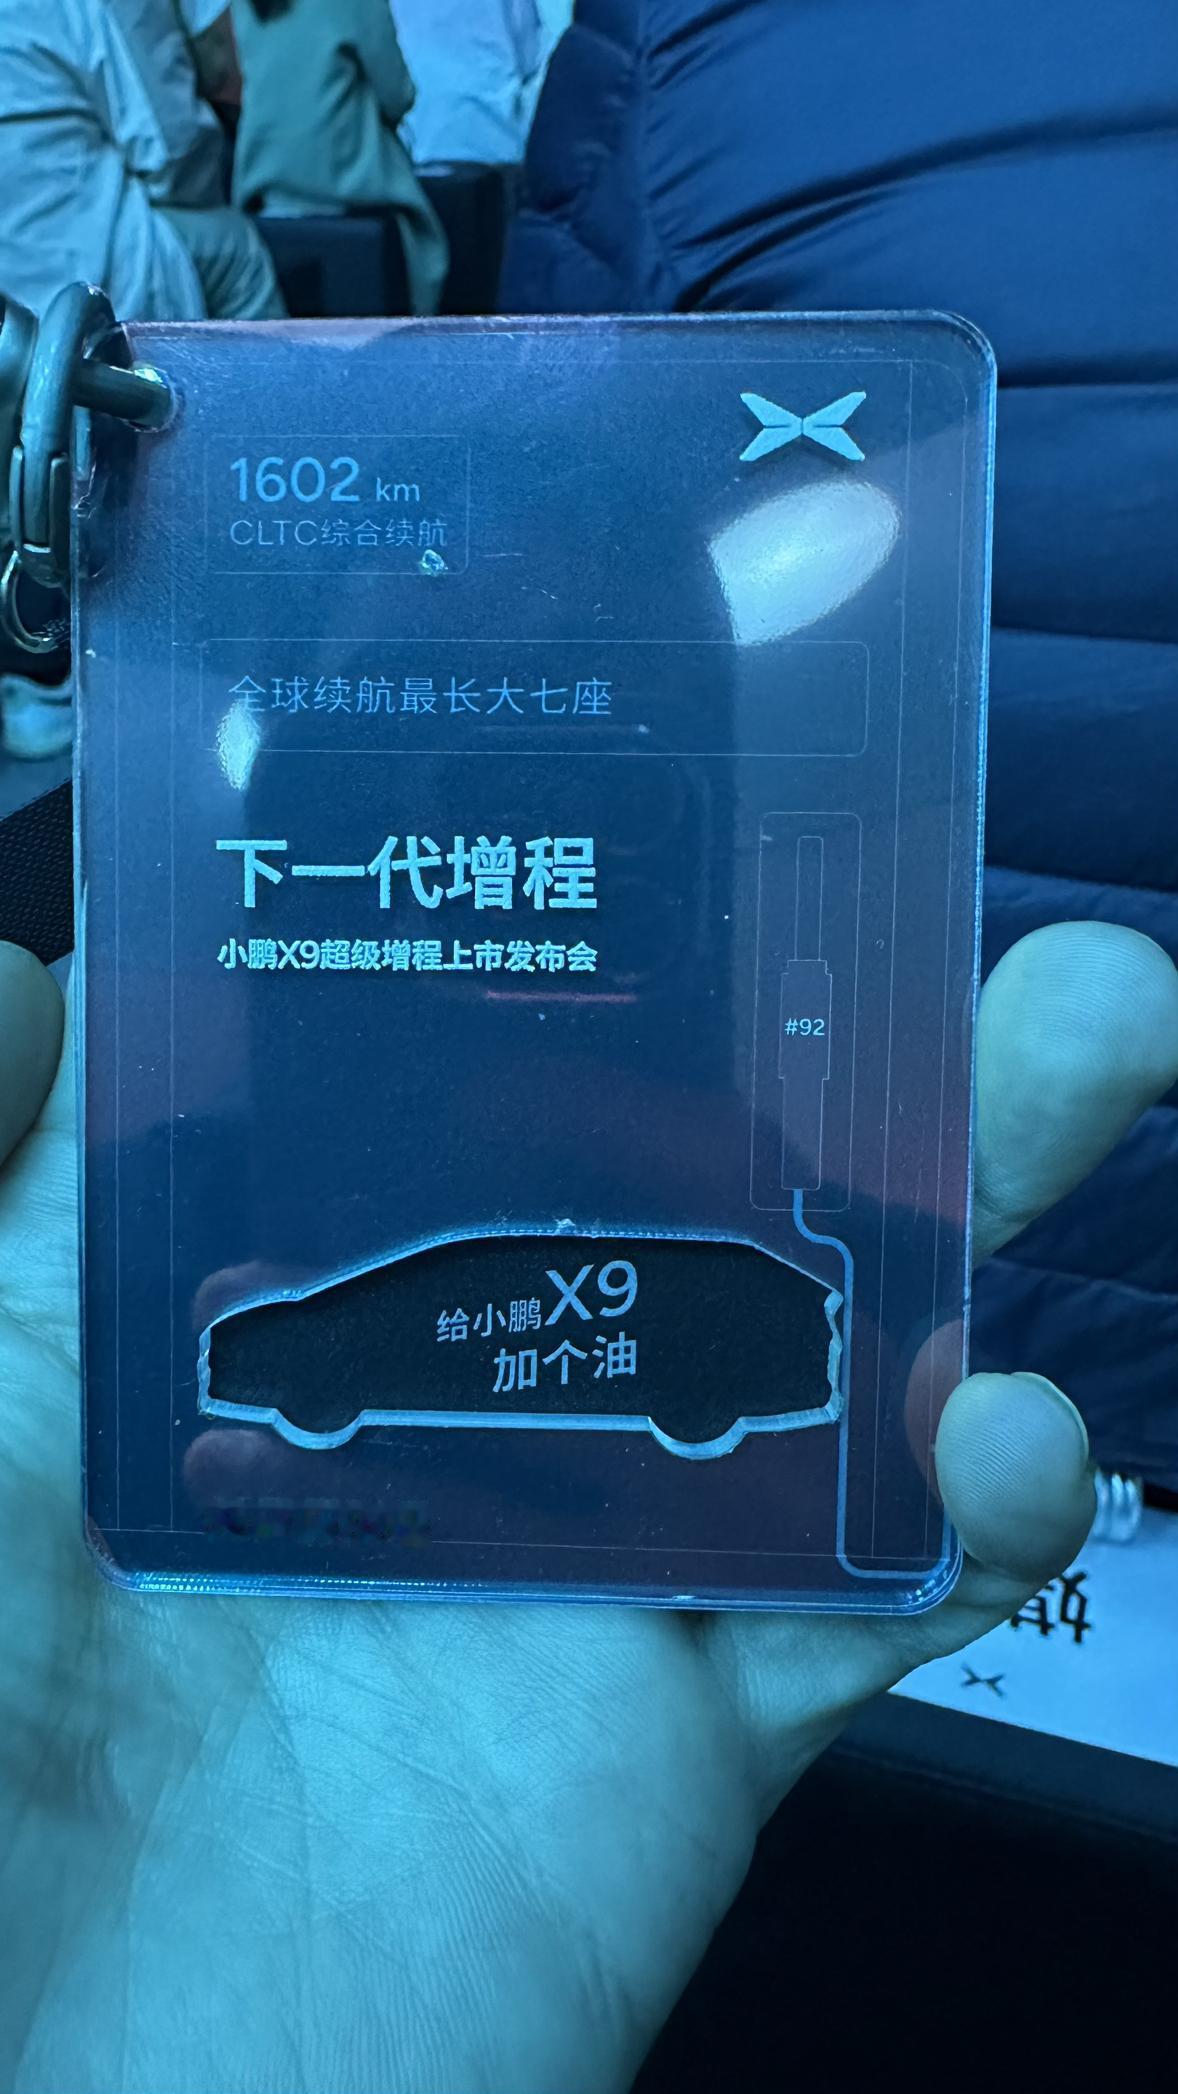 1602 km
CLTC综合续航
全球续航最长大七座
下一代增程
小鹏X9超级增程上市发布会
#92
给小鹏X9
加个油
媒